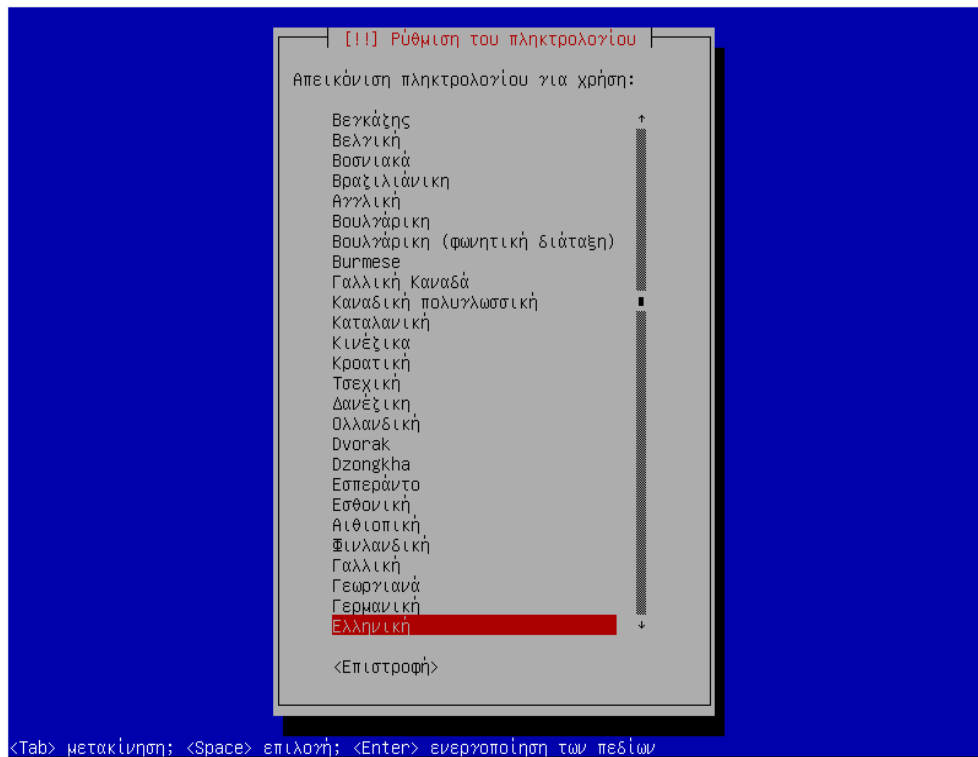 [!!] Ρύθμιση του πληκτρολογίου
Απεικόνιση πληκτρολογίου για χρήση:
Βεγκάζης
Βελγική
Βοσνιακά
Βραζιλιάνικη
Αγγλική
Βουλγάρικη
Βουλγάρικη (φωνητική διάταξη)
Burmese
Γαλλική Καναδά
Καναδική πολυγλωσσική
Καταλανική
Κινέζικα
Κροατική
Τσεχική
Δανέζικη
Ολλανδική
Dvorak
Dzongkha
Εσπεράντο
Εσθονική
Αιθιοπική
Φινλανδική
Γαλλική
Γεωργιανά
Γερμανική
Ελληνική
<Επιστροφή>
<Tab> μετακίνηση; <Space> επιλογή; <Enter> ενεργοποίηση των πεδίων